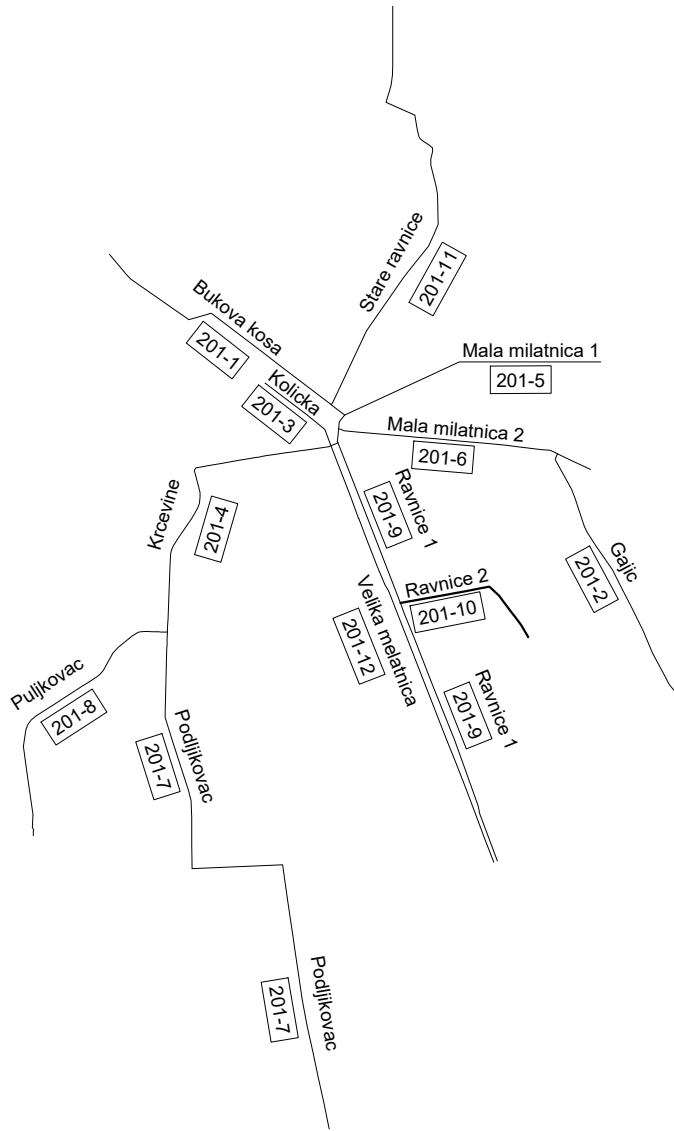 Stare ravnice
201-11
Bukova kosa
201-1
Kolicka
201-3
Mala milatnica 1
201-5
Mala milatnica 2
201-6
Krcevine
201-4
Ravnice 1
201-9
Gajic
201-2
Ravnice 2
201-10
Velika melatnica
201-12
Puljkovac
201-8
Podljikovac
201-7
Ravnice 1
201-9
Podljikovac
201-7